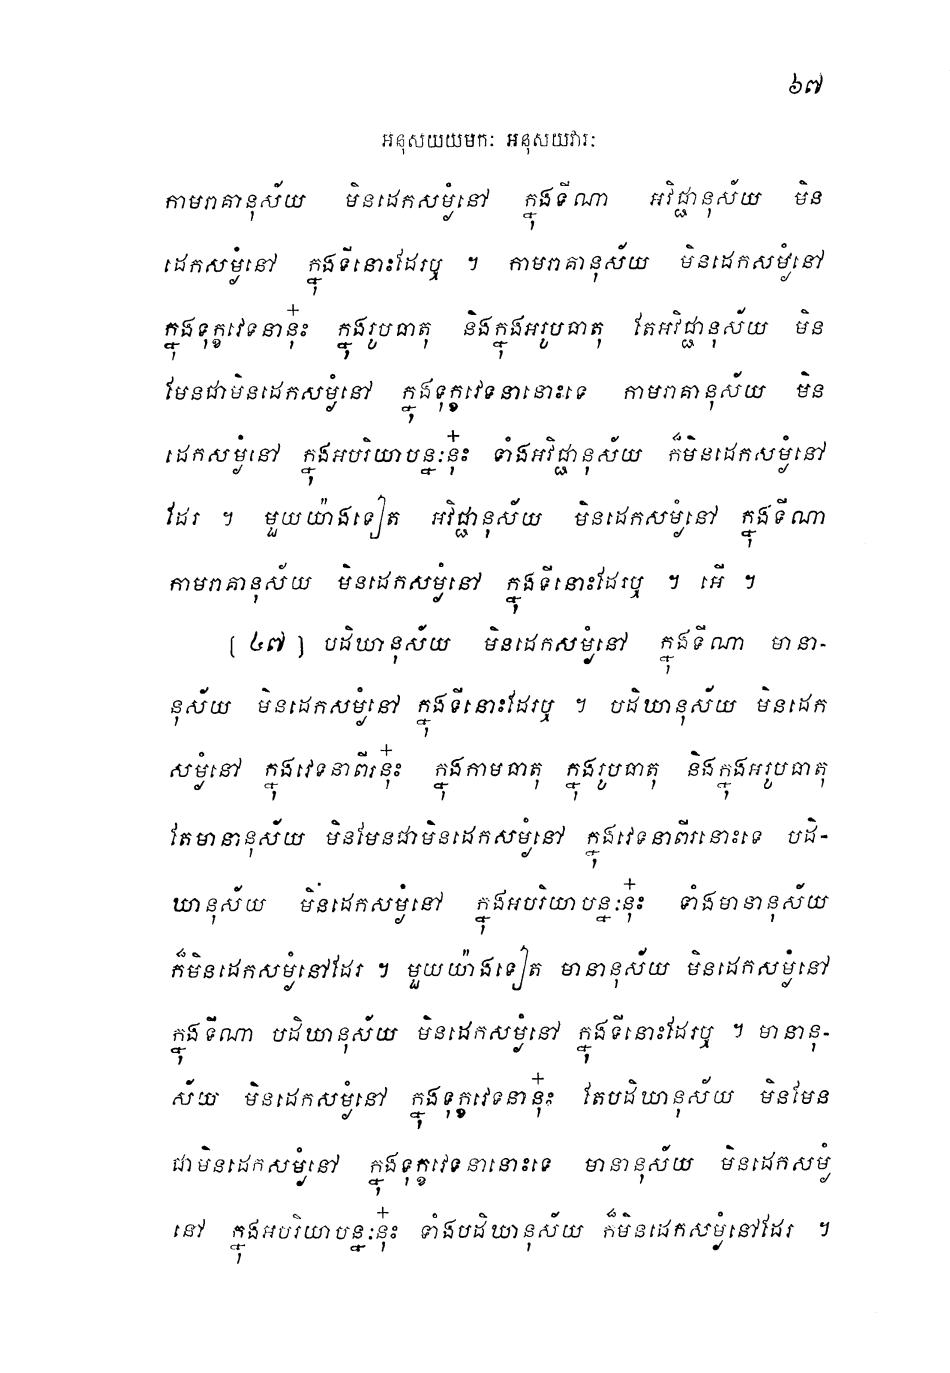 ៦៧
អនុសយយមកៈ អនុសយវារៈ
កាមរាគានុស័យ មិនដេកសម្ងំនៅ ក្នុងទីណា អវិជ្ជានុស័យ មិន
ដេកសម្ងំនៅ ក្នុងទីនោះដែរឬ ។ កាមរាគានុស័យ មិនដេកសម្ងំនៅ
ក្នុងទុក្ខវេទនានុ៎ះ ក្នុងរូបធាតុ និងក្នុងអរូបធាតុ តែអវិជ្ជានុស័យ មិន
មែនជាមិនដេកសម្ងំនៅ ក្នុងទុក្ខវេទនានោះទេ កាមរាគានុស័យ មិន
ដេកសម្ងំនៅ ក្នុងអបរិយាបន្នៈនុ៎ះ ទាំងអវិជ្ជានុស័យ ក៏មិនដេកសម្ងំនៅ
ដែរ ។ មួយយ៉ាងទៀត អវិជ្ជានុស័យ មិនដេកសម្ងំនៅ ក្នុងទីណា
កាមរាគានុស័យ មិនដេកសម្ងំនៅ ក្នុងទីនោះដែរឬ ។ អើ ។
[ ៤៧ ] បដិឃានុស័យ មិនដេកសម្ងំនៅ ក្នុងទីណា មានា-
នុស័យ មិនដេកសម្ងំនៅ ក្នុងទីនោះដែរឬ ។ បដិឃានុស័យ មិនដេក
សម្ងំនៅ ក្នុងវេទនាពីរនុ៎ះ ក្នុងកាមធាតុ ក្នុងរូបធាតុ និងក្នុងអរូបធាតុ
តែមានានុស័យ មិនមែនជាមិនដេកសម្ងំនៅ ក្នុងវេទនាពីរនោះទេ បដិ-
ឃានុស័យ មិនដេកសម្ងំនៅ ក្នុងអបរិយាបន្នៈនុ៎ះ ទាំងមានានុស័យ
ក៏មិនដេកសម្ងំនៅដែរ ។ មួយយ៉ាងទៀត មានានុស័យ មិនដេកសម្ងំនៅ
ក្នុងទីណា បដិឃានុស័យ មិនដេកសម្ងំនៅ ក្នុងទីនោះដែរឬ ។ មានានុ-
ស័យ មិនដេកសម្ងំនៅ ក្នុងទុក្ខវេទនានុ៎ះ តែបដិឃានុស័យ មិនមែន
ជាមិនដេកសម្ងំនៅ ក្នុងទុក្ខវេទនានោះទេ មានានុស័យ មិនដេកសម្ងំ
នៅ ក្នុងអបរិយាបន្នៈនុ៎ះ ទាំងបដិឃានុស័យ ក៏មិនដេកសម្ងំនៅដែរ ។